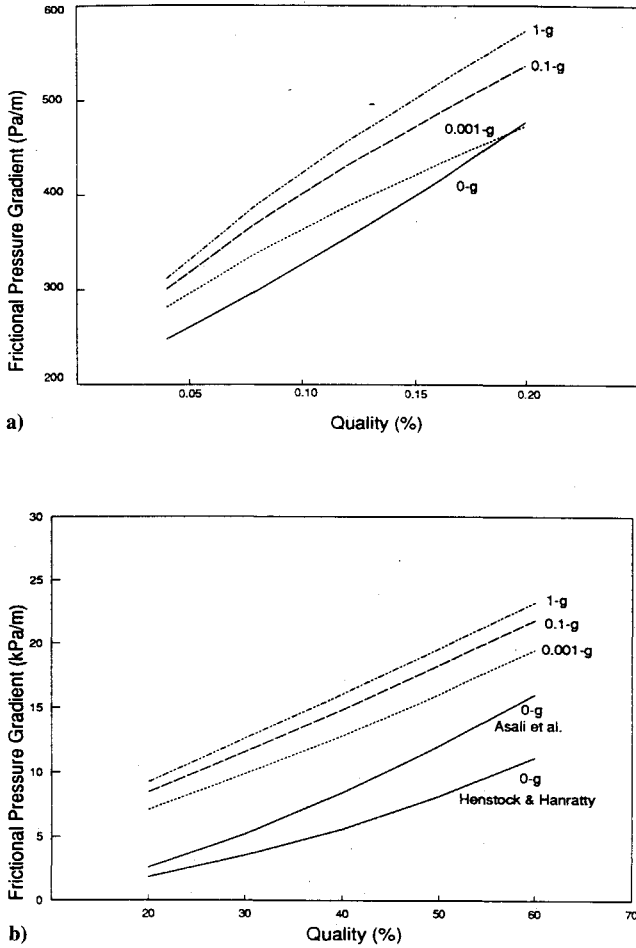 600
500
400
300
200
Frictional Pressure Gradient (Pa/m)
1-g
0.1-g
0.001-g
0-g
0.05
0.10
0.15
0.20
Quality (%)
a)
30
25
20
15
10
5
0
Frictional Pressure Gradient (kPa/m)
1-g
0.1-g
0.001-g
0-g
Asali et al.
0-g
Henstock & Hanratty
20
30
40
50
60
70
Quality (%)
b)